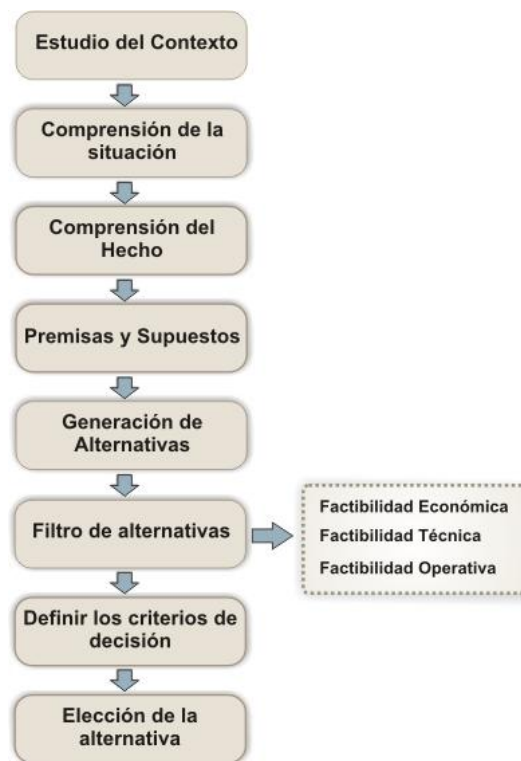 Estudio del Contexto
Comprensión de la
situación
Comprensión del
Hecho
Premisas y Supuestos
Generación de
Alternativas
Filtro de alternativas
Factibilidad Económica
Factibilidad Técnica
Factibilidad Operativa
Definir los criterios de
decisión
Elección de la
alternativa